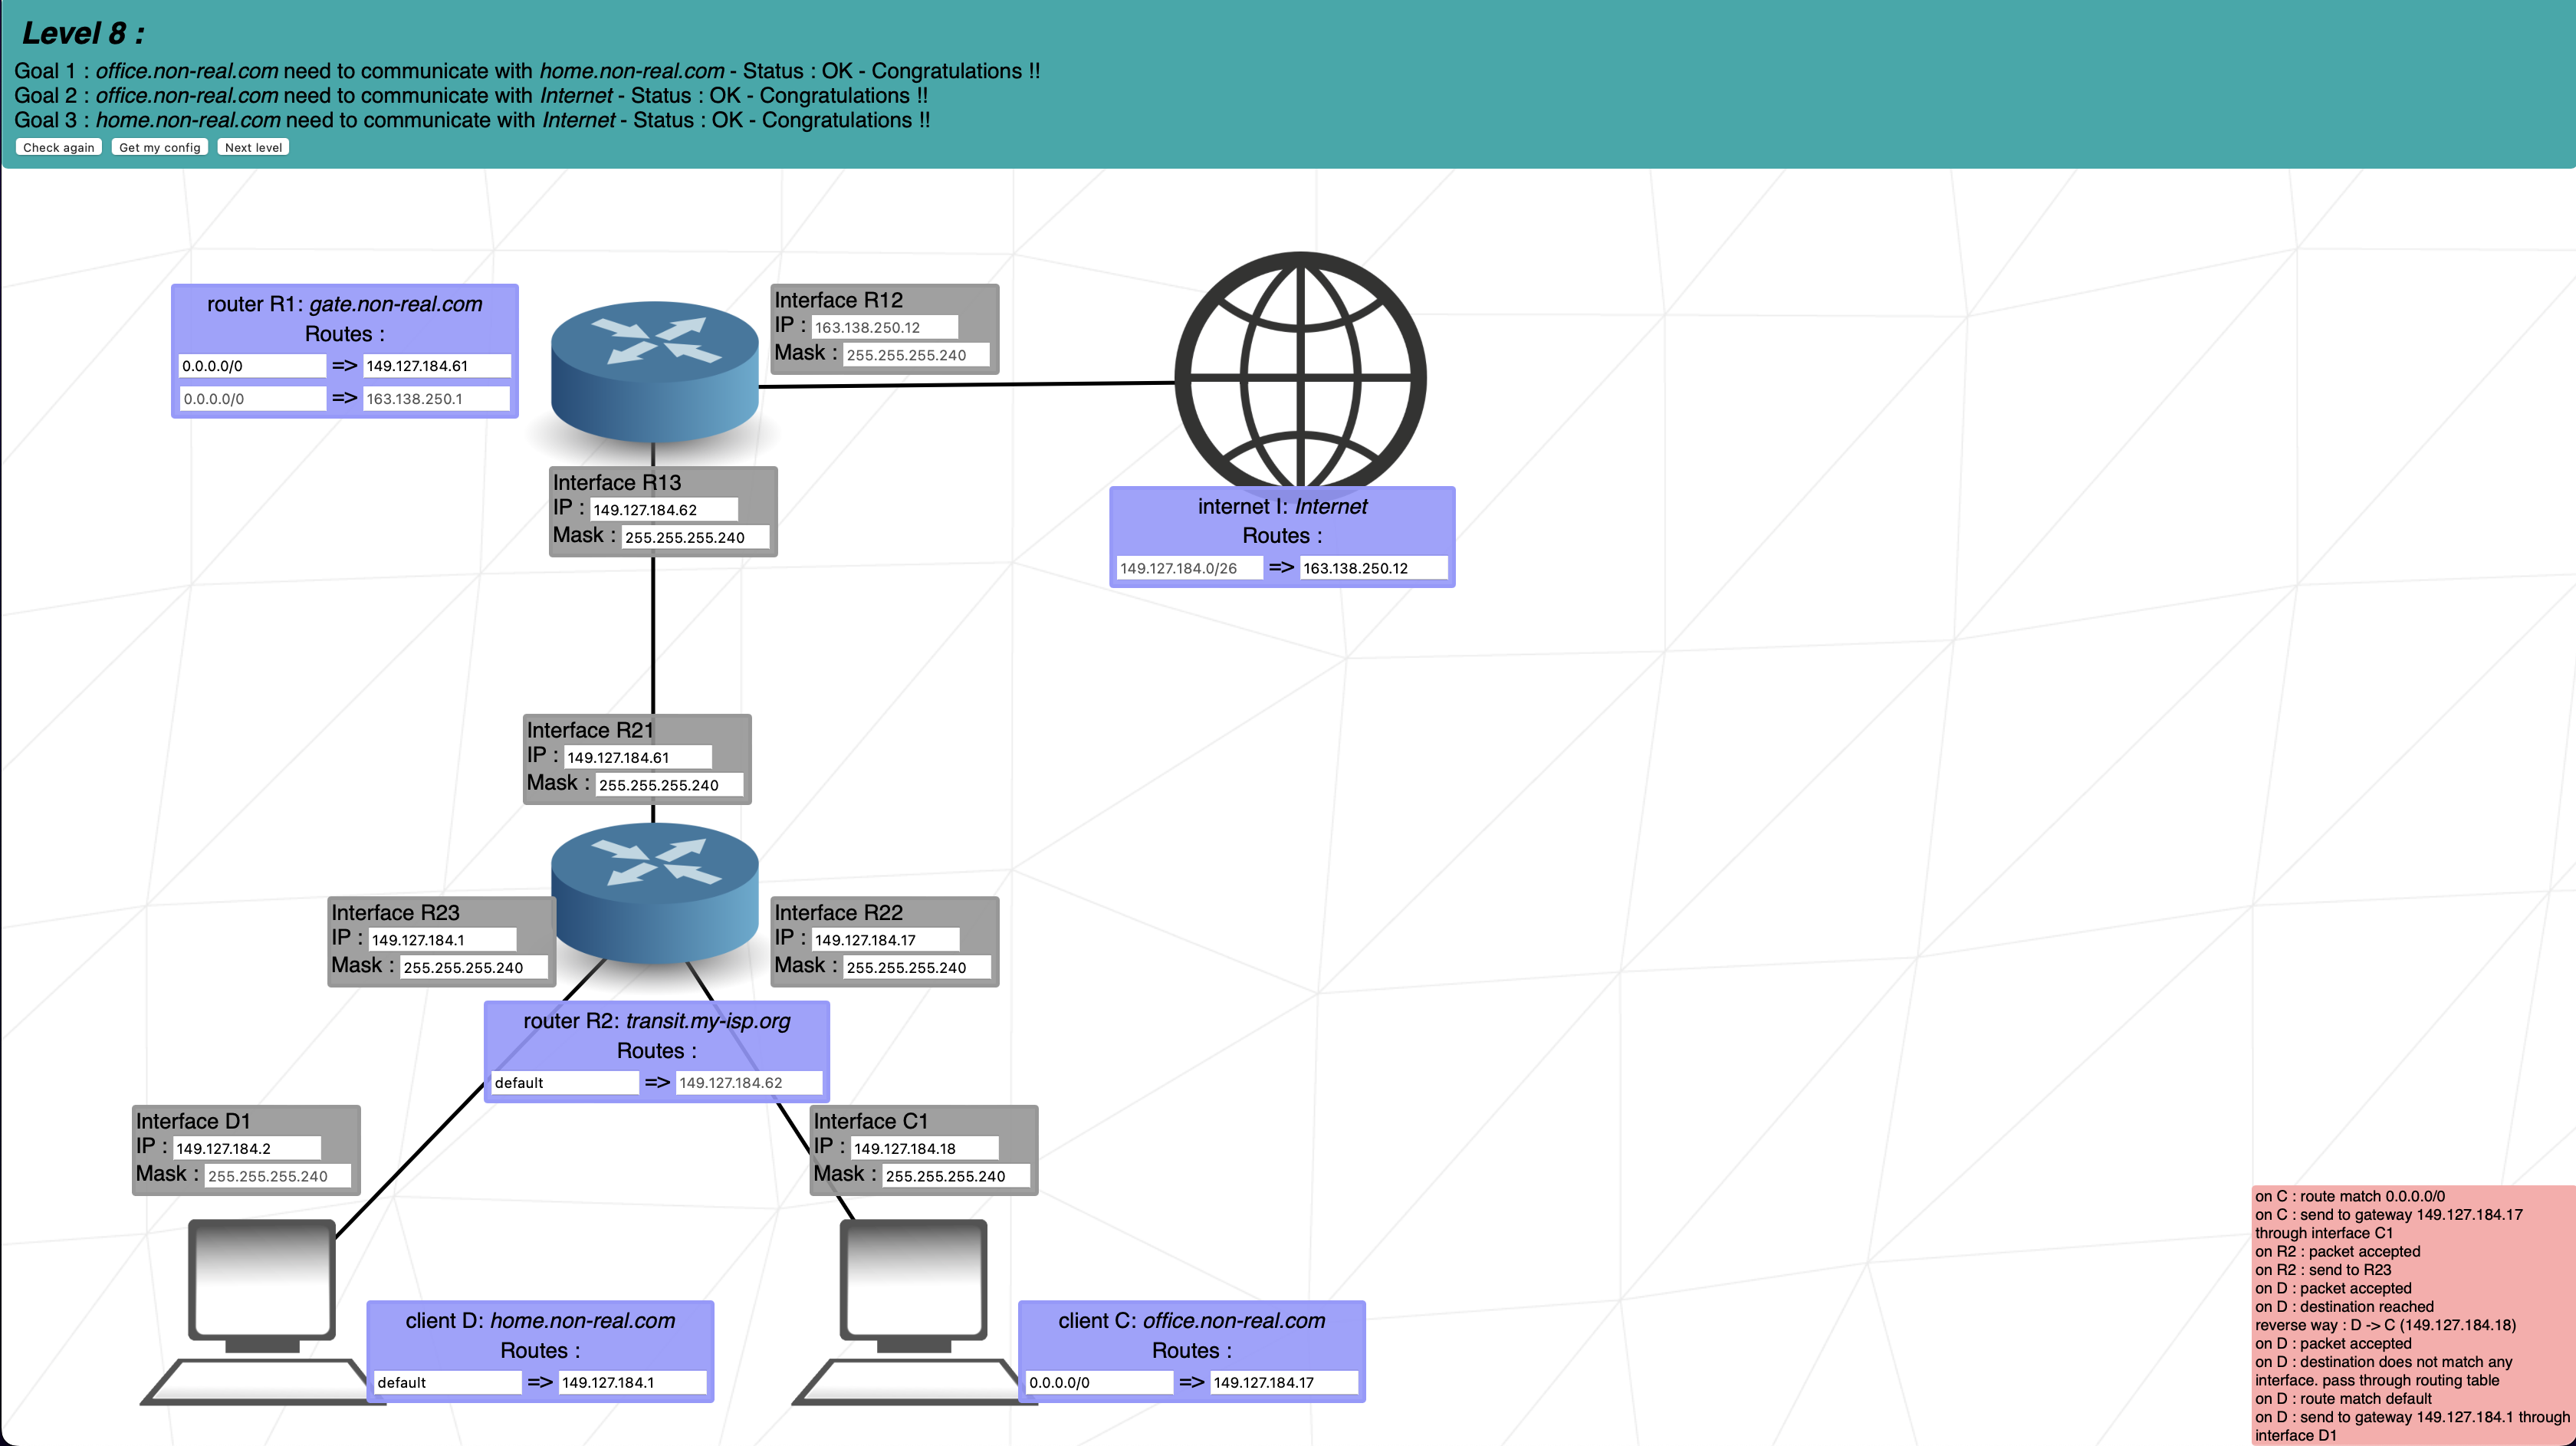 Level 8 :
Goal 1 : office.non-real.com need to communicate with home.non-real.com - Status : OK - Congratulations !!
Goal 2 : office.non-real.com need to communicate with Internet - Status : OK - Congratulations !!
Goal 3 : home.non-real.com need to communicate with Internet - Status : OK - Congratulations !!
Check again Get my config Next level
router R1: gate.non-real.com
Routes :
0.0.0.0/0 => 149.127.184.61
0.0.0.0/0 => 163.138.250.1
Interface R12
IP : 163.138.250.12
Mask : 255.255.255.240
Interface R13
IP : 149.127.184.62
Mask : 255.255.255.240
internet I: Internet
Routes :
149.127.184.0/26 => 163.138.250.12
Interface R21
IP : 149.127.184.61
Mask : 255.255.255.240
Interface R23
IP : 149.127.184.1
Mask : 255.255.255.240
Interface R22
IP : 149.127.184.17
Mask : 255.255.255.240
router R2: transit.my-isp.org
Routes :
default => 149.127.184.62
Interface D1
IP : 149.127.184.2
Mask : 255.255.255.240
Interface C1
IP : 149.127.184.18
Mask : 255.255.255.240
client D: home.non-real.com
Routes :
default => 149.127.184.1
client C: office.non-real.com
Routes :
0.0.0.0/0 => 149.127.184.17
on C : route match 0.0.0.0/0
on C : send to gateway 149.127.184.17
through interface C1
on R2 : packet accepted
on R2 : send to R23
on D : packet accepted
on D : destination reached
reverse way : D -> C (149.127.184.18)
on D : packet accepted
on D : destination does not match any
interface. pass through routing table
on D : route match default
on D : send to gateway 149.127.184.1 through
interface D1